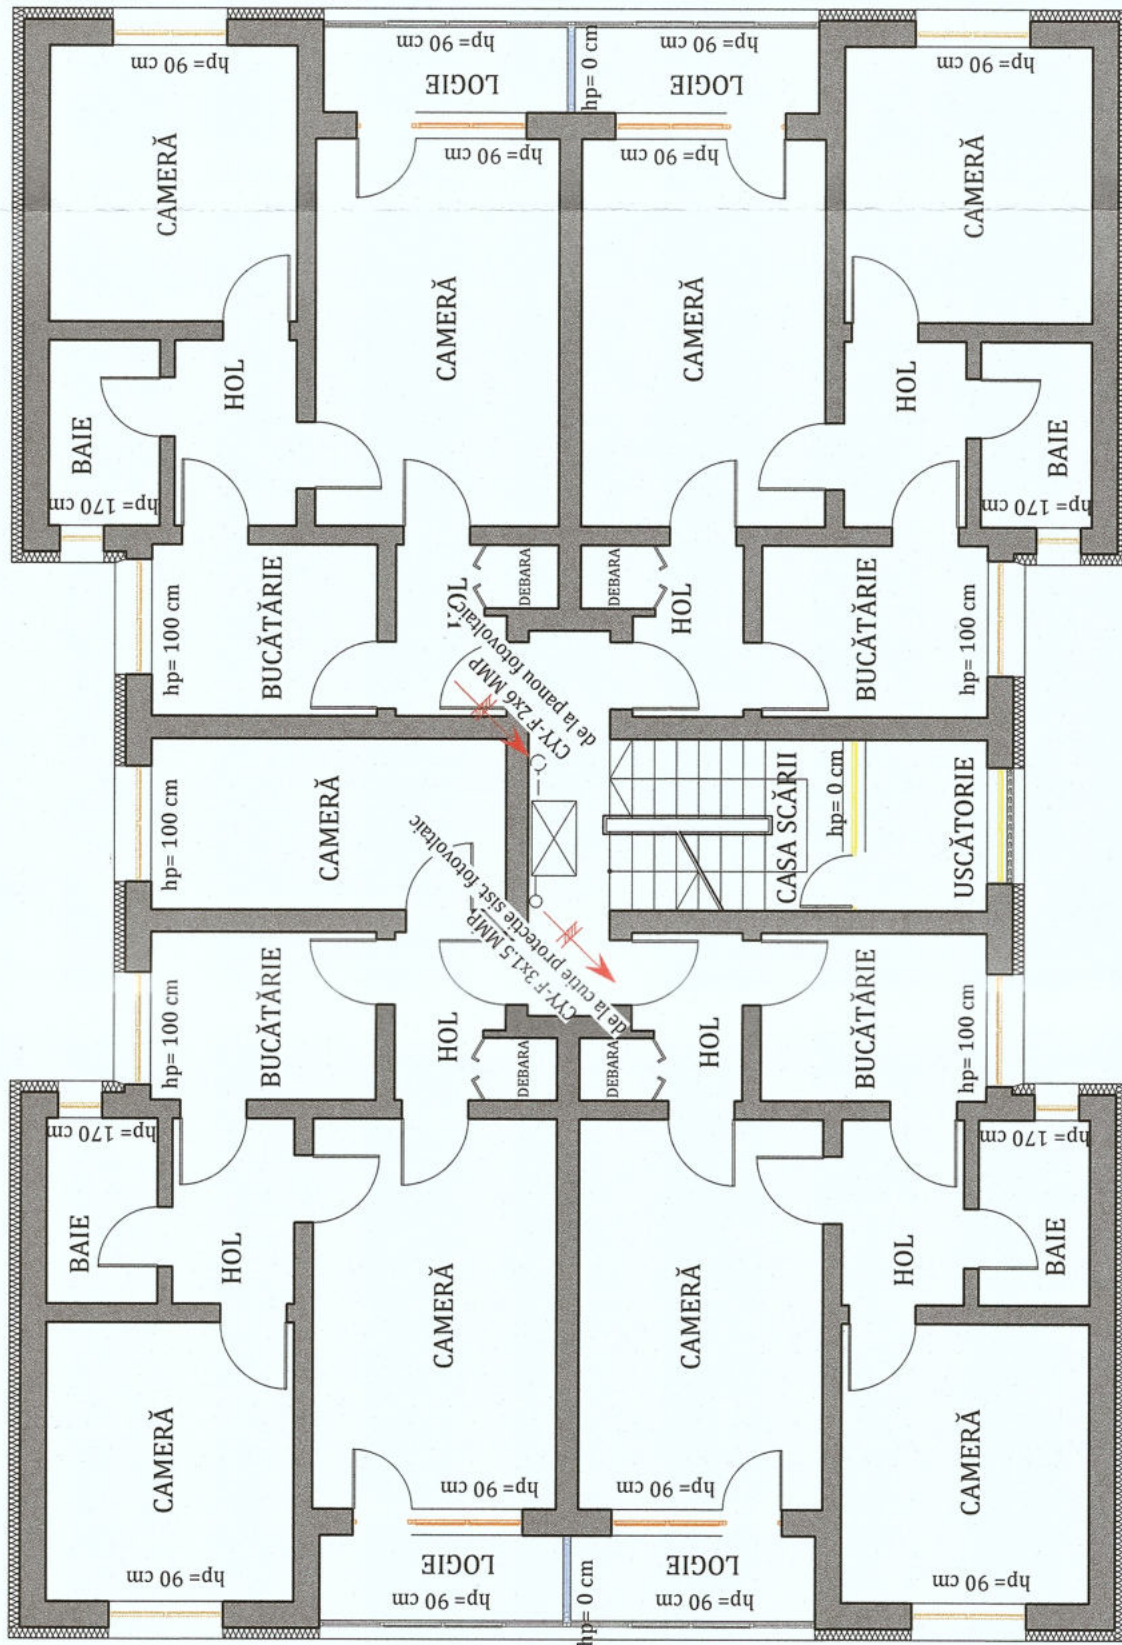 hp= 90 cm
hp= 90 cm
hp= 90 cm
hp= 90 cm
LOGIE
LOGIE
hp= 0 cm
hp= 90 cm
hp= 90 cm
CAMERĂ
CAMERĂ
CAMERĂ
CAMERĂ
HOL
HOL
BAIE
BAIE
hp= 170 cm
hp= 170 cm
DEBARA
DEBARA
hp= 100 cm
BUCĂTĂRIE
HOL
HOL
BUCĂTĂRIE
hp= 100 cm
de la panou fotovoltaic
CYY-F 2x6 MMP
hp= 100 cm
CAMERĂ
CASA SCĂRII
hp= 0 cm
USCĂTORIE
de la cutie protectie sist. fotovoltaic
CYY-F 3x1.5 MMP
hp= 100 cm
BUCĂTĂRIE
HOL
HOL
BUCĂTĂRIE
hp= 100 cm
DEBARA
DEBARA
hp= 170 cm
hp= 170 cm
BAIE
BAIE
HOL
HOL
CAMERĂ
CAMERĂ
CAMERĂ
CAMERĂ
hp= 90 cm
hp= 90 cm
LOGIE
LOGIE
hp= 90 cm
hp= 90 cm
hp= 90 cm
hp= 90 cm
hp= 0 cm